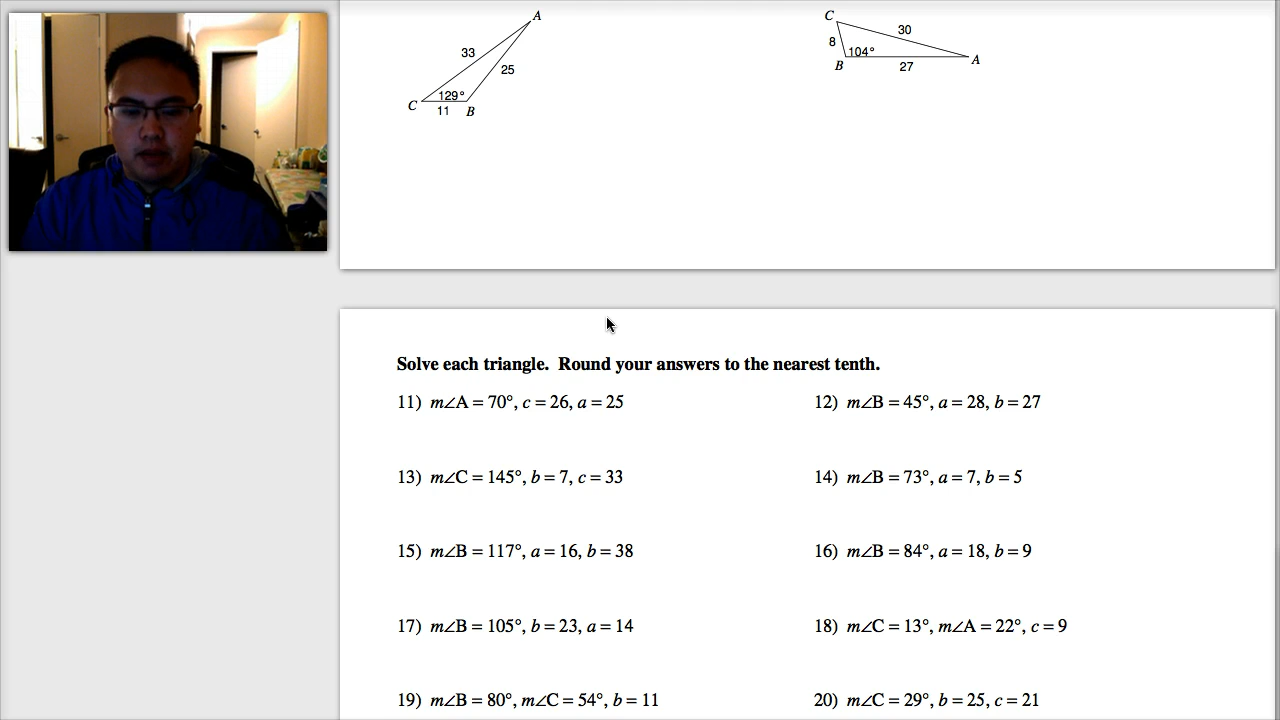 A
33
25
C
129°
11
B
C
30
8
104°
B
27
A
Solve each triangle. Round your answers to the nearest tenth.
11) m∠A = 70°, c = 26, a = 25
12) m∠B = 45°, a = 28, b = 27
13) m∠C = 145°, b = 7, c = 33
14) m∠B = 73°, a = 7, b = 5
15) m∠B = 117°, a = 16, b = 38
16) m∠B = 84°, a = 18, b = 9
17) m∠B = 105°, b = 23, a = 14
18) m∠C = 13°, m∠A = 22°, c = 9
19) m∠B = 80°, m∠C = 54°, b = 11
20) m∠C = 29°, b = 25, c = 21